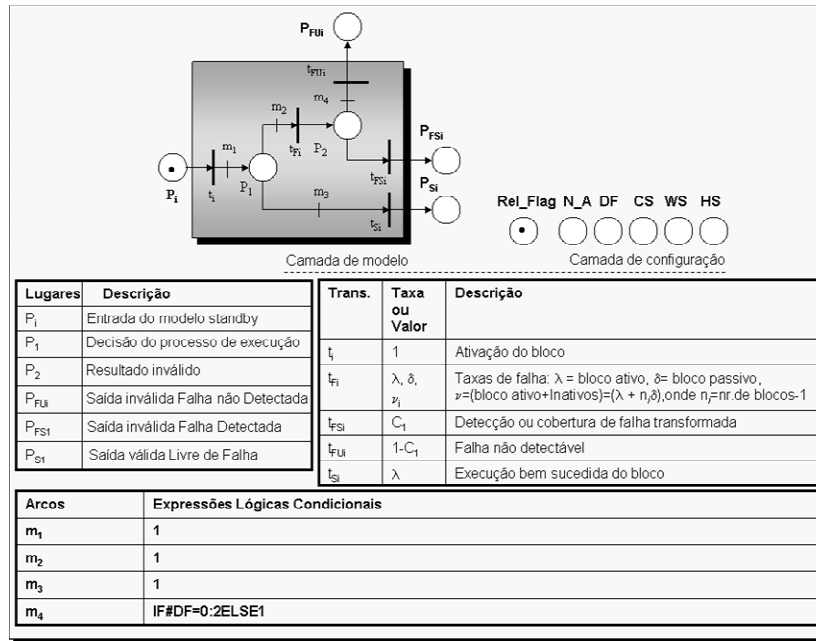 P_FUi
t_FUi
m2
m4
m1
t_Fi
P2
P_FSi
t_FSi
P_i
t_i
P1
m3
P_Si
t_Si
Rel_Flag N_A DF CS WS HS
Camada de modelo
Camada de configuração
Lugares Descrição
P_i Entrada do modelo standby
P_1 Decisão do processo de execução
P_2 Resultado inválido
P_FUi Saída inválida Falha não Detectada
P_FS1 Saída inválida Falha Detectada
P_S1 Saída válida Livre de Falha
Trans. Taxa ou Valor Descrição
t_i 1 Ativação do bloco
t_Fi λ, δ, ν_i Taxas de falha: λ = bloco ativo, δ= bloco passivo,
ν=(bloco ativo+Inativos)=(λ + n_iδ),onde n_i=nr.de blocos-1
t_FSi C_1 Detecção ou cobertura de falha transformada
t_FUi 1-C_1 Falha não detectável
t_Si λ Execução bem sucedida do bloco
Arcos Expressões Lógicas Condicionais
m_1 1
m_2 1
m_3 1
m_4 IF#DF=0:2ELSE1